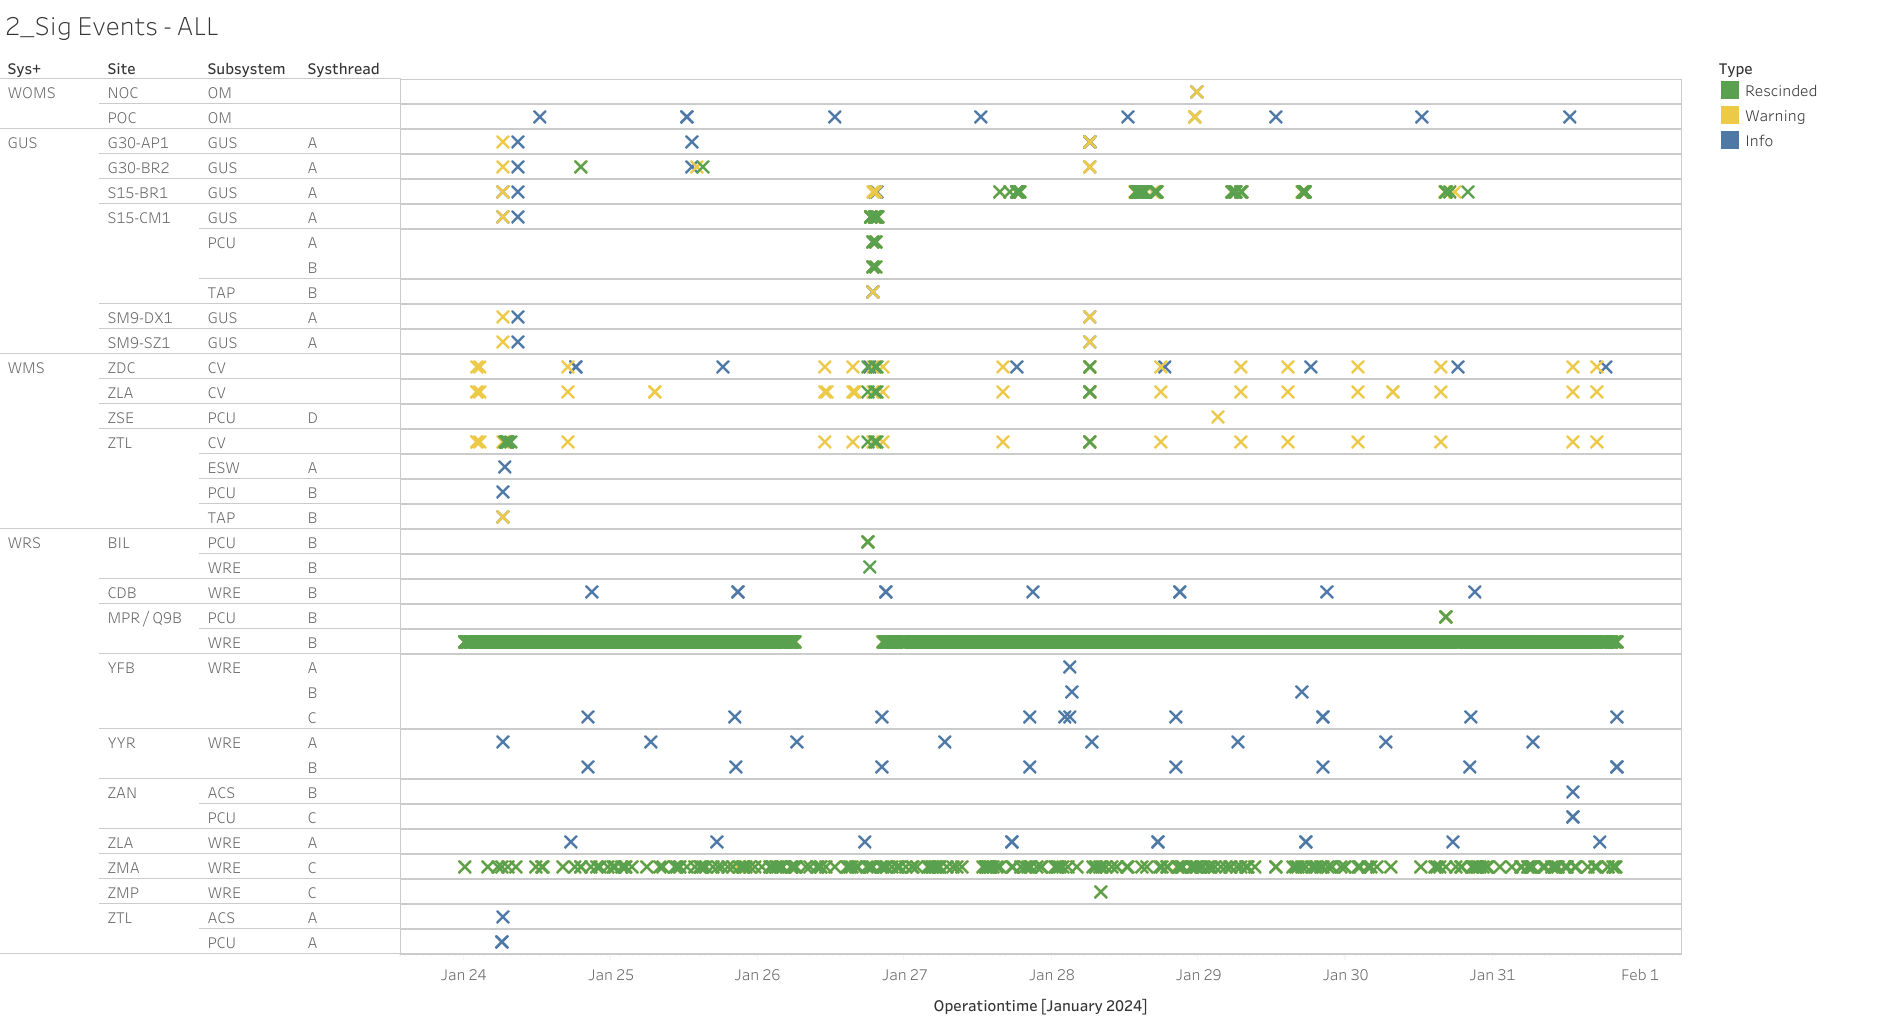 2_Sig Events - ALL
Sys+ Site Subsystem Systhread
Type
WOMS NOC OM
Rescinded
POC OM
Warning
GUS G30-AP1 GUS A
Info
G30-BR2 GUS A
S15-BR1 GUS A
S15-CM1 GUS A
PCU A
B
TAP B
SM9-DX1 GUS A
SM9-SZ1 GUS A
WMS ZDC CV
ZLA CV
ZSE PCU D
ZTL CV
ESW A
PCU B
TAP B
WRS BIL PCU B
WRE B
CDB WRE B
MPR / Q9B PCU B
WRE B
YFB WRE A
B
C
YYR WRE A
B
ZAN ACS B
PCU C
ZLA WRE A
ZMA WRE C
ZMP WRE C
ZTL ACS A
PCU A
Jan 24 Jan 25 Jan 26 Jan 27 Jan 28 Jan 29 Jan 30 Jan 31 Feb 1
Operationtime [January 2024]